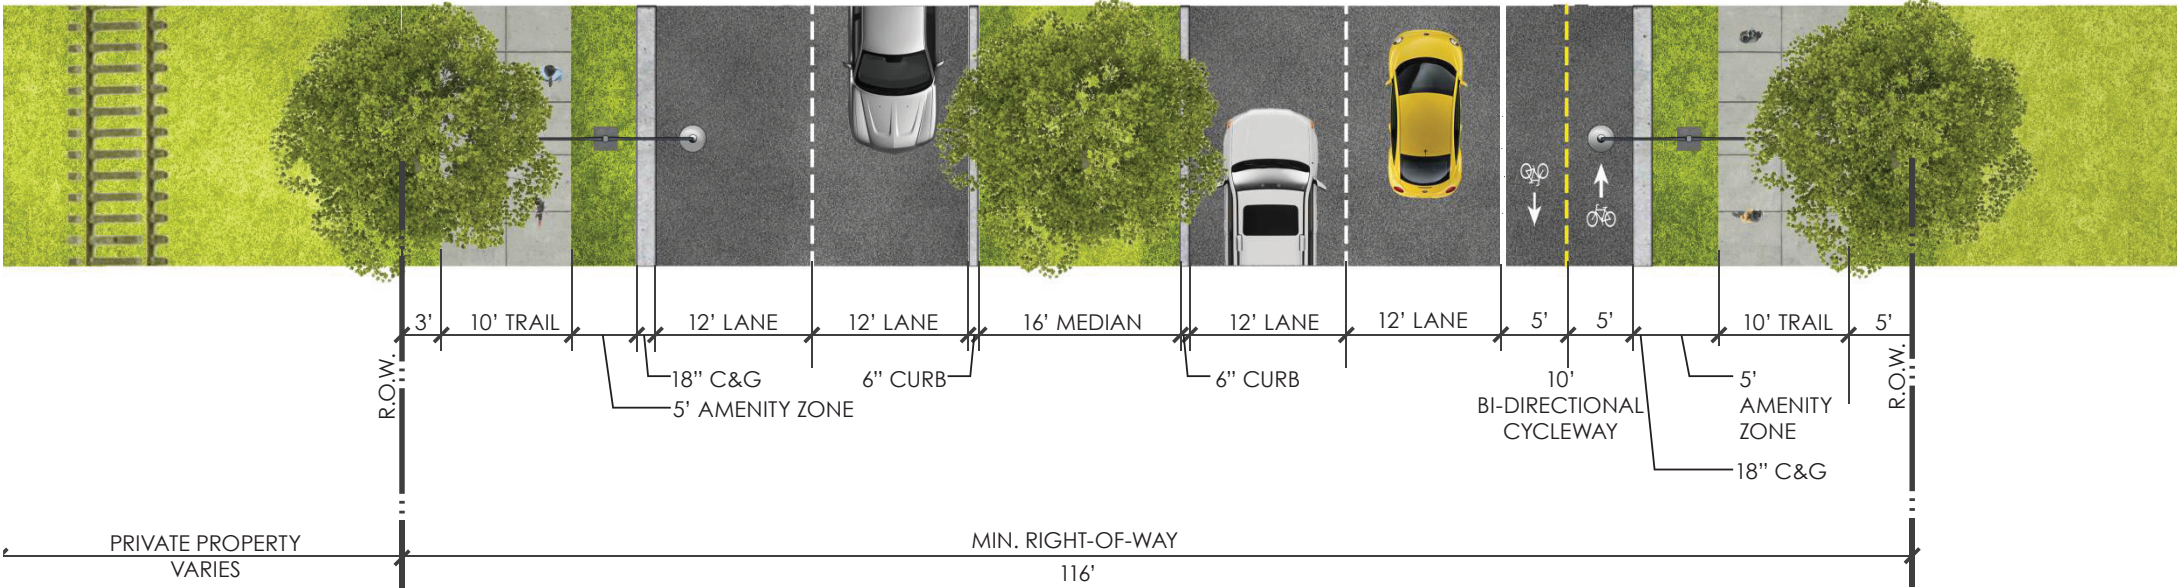 3’
10’ TRAIL
12’ LANE
12’ LANE
16’ MEDIAN
12’ LANE
12’ LANE
5’
5’
10’ TRAIL
5’
R.O.W.
18” C&G
5’ AMENITY ZONE
6” CURB
6” CURB
10’
BI-DIRECTIONAL
CYCLEWAY
5’
AMENITY
ZONE
18” C&G
R.O.W.
PRIVATE PROPERTY
VARIES
MIN. RIGHT-OF-WAY
116’